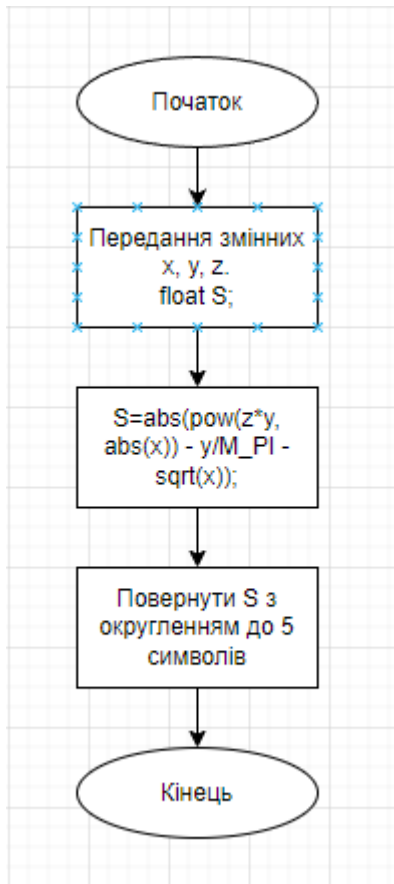 Початок
Передання змінних
x, y, z.
float S;
S=abs(pow(z*y,
abs(x)) - y/M_PI -
sqrt(x));
Повернути S з
округленням до 5
символів
Кінець